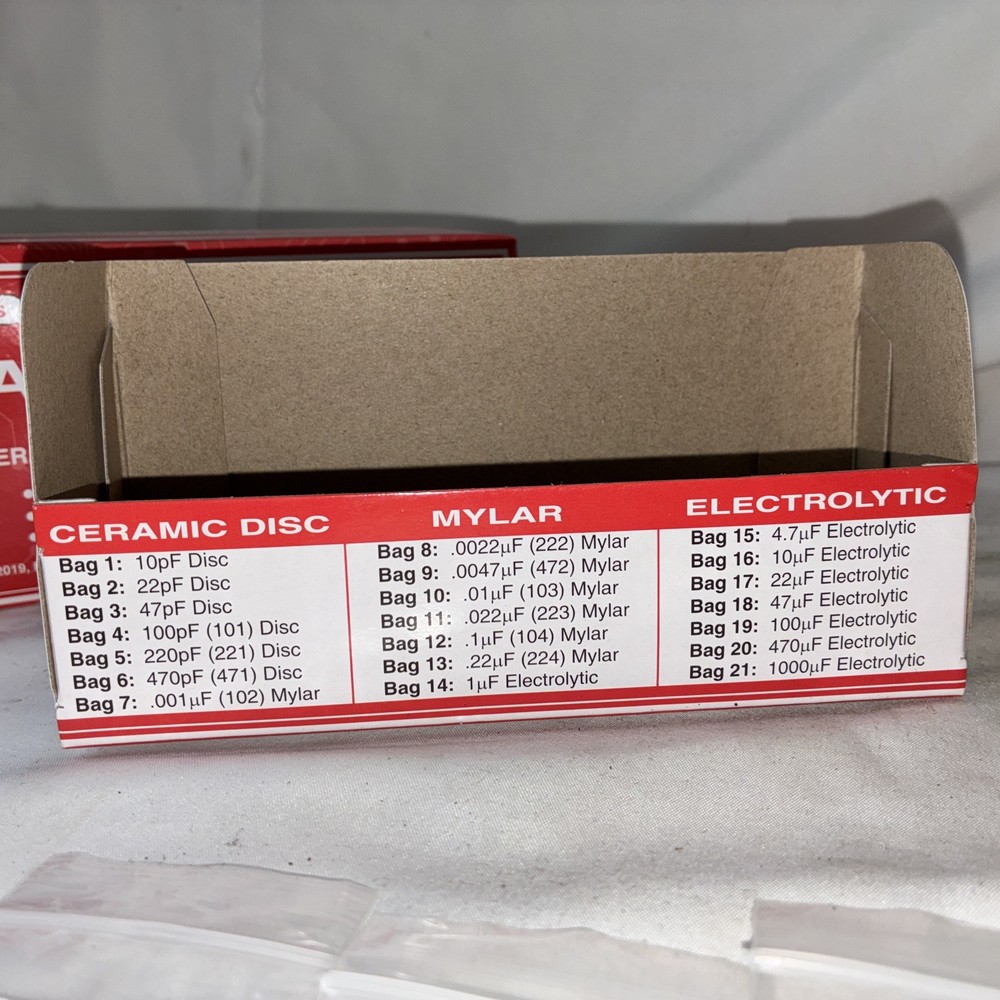 CERAMIC DISC
Bag 1: 10pF Disc
Bag 2: 22pF Disc
Bag 3: 47pF Disc
Bag 4: 100pF (101) Disc
Bag 5: 220pF (221) Disc
Bag 6: 470pF (471) Disc
Bag 7: .001µF (102) Mylar
MYLAR
Bag 8: .0022µF (222) Mylar
Bag 9: .0047µF (472) Mylar
Bag 10: .01µF (103) Mylar
Bag 11: .022µF (223) Mylar
Bag 12: .1µF (104) Mylar
Bag 13: .22µF (224) Mylar
Bag 14: 1µF Electrolytic
ELECTROLYTIC
Bag 15: 4.7µF Electrolytic
Bag 16: 10µF Electrolytic
Bag 17: 22µF Electrolytic
Bag 18: 47µF Electrolytic
Bag 19: 100µF Electrolytic
Bag 20: 470µF Electrolytic
Bag 21: 1000µF Electrolytic
2019,